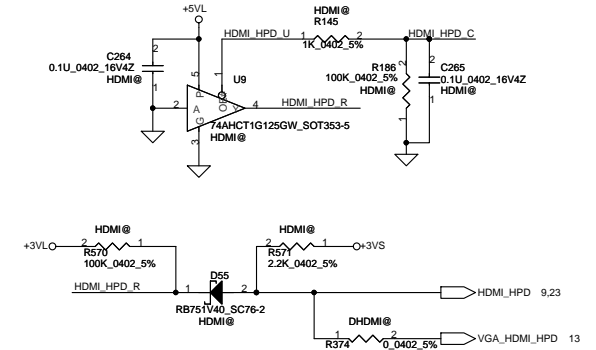 +5VL
HDMI@
R145
HDMI_HPD_U
1
2
HDMI_HPD_C
1K_0402_5%
C264
0.1U_0402_16V4Z
HDMI@
2
1
5
1
U9
P
OE#
2
A
Y
4
HDMI_HPD_R
G
3
74AHCT1G125GW_SOT353-5
HDMI@
R186
100K_0402_5%
HDMI@
2
1
2
1
C265
0.1U_0402_16V4Z
HDMI@
HDMI@
HDMI@
+3VL
2
1
2
1
+3VS
R570
100K_0402_5%
R571
2.2K_0402_5%
HDMI_HPD_R
1
D55
2
HDMI_HPD 9,23
RB751V40_SC76-2
HDMI@
DHDMI@
1
2
VGA_HDMI_HPD 13
R374
0_0402_5%